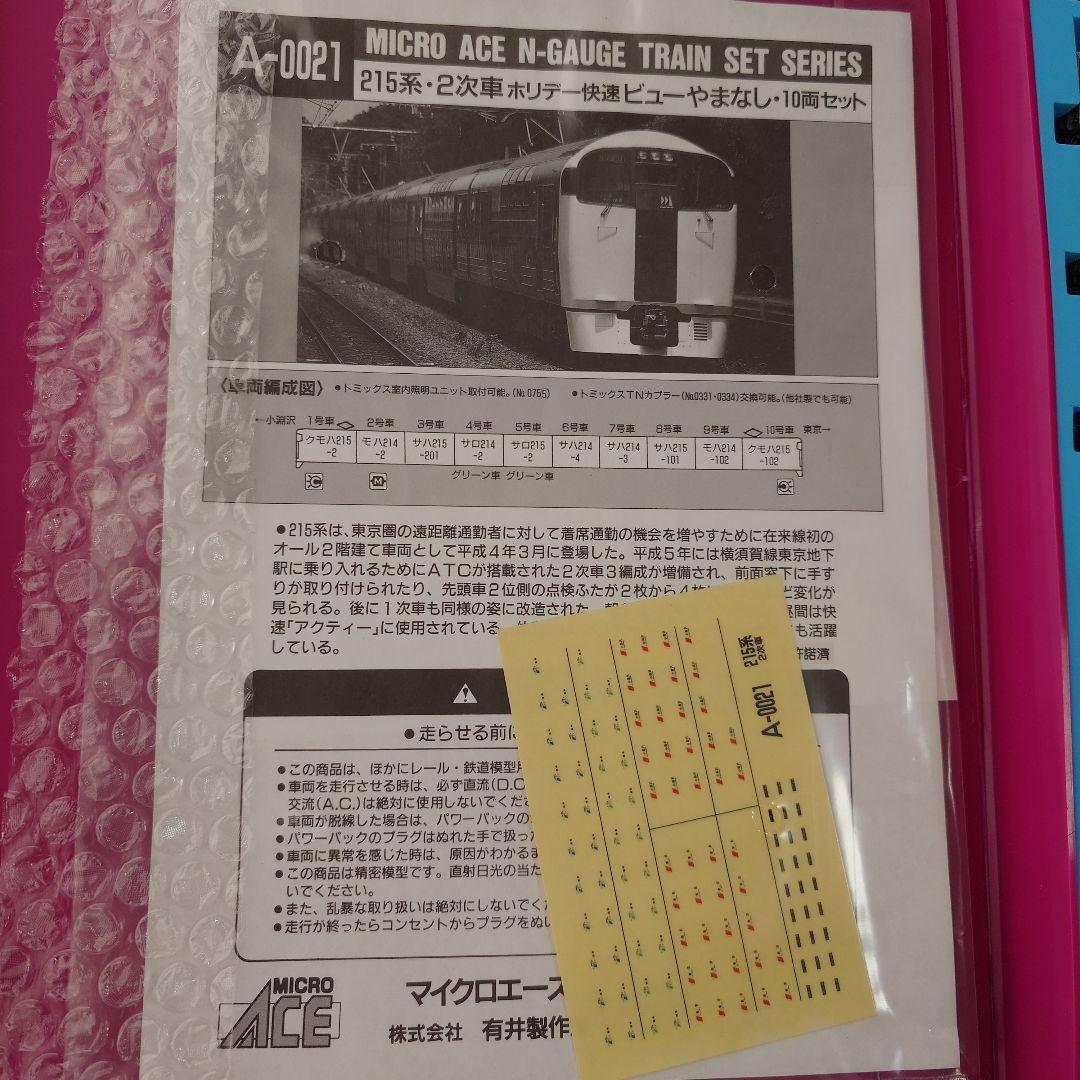 A-0021
MICRO ACE N-GAUGE TRAIN SET SERIES
215系・2次車 ホリデー快速 ビューやまなし・10両セット
〈車両編成図〉 ●トミックス室内照明ユニット取付可能。(No.0755) ●トミックスTNカプラー(No.0331・0334)交換可能。(他社製でも可能)
←小淵沢 1号車 2号車 3号車 4号車 5号車 6号車 7号車 8号車 9号車 10号車 東京→
クモハ215 モハ214 サハ215 サロ214 サロ215 サハ214 サハ214 サハ215 モハ214 クモハ215
-2 -2 -201 -2 -2 -4 -3 -101 -102 -102
グリーン車 グリーン車
C M
●215系は、東京圏の遠距離通勤者に対して着席通勤の機会を増やすために在来線初の
オール2階建て車両として平成4年3月に登場した。平成5年には横須賀線東京地下
駅に乗り入れるためにATCが搭載された2次車3編成が増備され、前面窓下に手す
りが取り付けられたり、先頭車2位側の点検ふたが2枚から4枚 ど変化が
見られる。後に1次車も同様の姿に改造された 昼間は快
速「アクティー」に使用されている。 も活躍
している。 許諾済
●走らせる前に
●この商品は、ほかにレール・鉄道模型用
●車両を走行させる時は、必ず直流(D.C
交流(A.C.)は絶対に使用しないでくだ
●車両が脱線した場合は、パワーパックの
●パワーパックのプラグはぬれた手で扱っ
●車両に異常を感じた時は、原因がわかるま
●この商品は精密模型です。直射日光の当た
いでください。
●また、乱暴な取り扱いは絶対にしないでく
●走行が終ったらコンセントからプラグをぬい
MICRO
ACE
マイクロエース
株式会社 有井製作
A-0021 215系
2次車